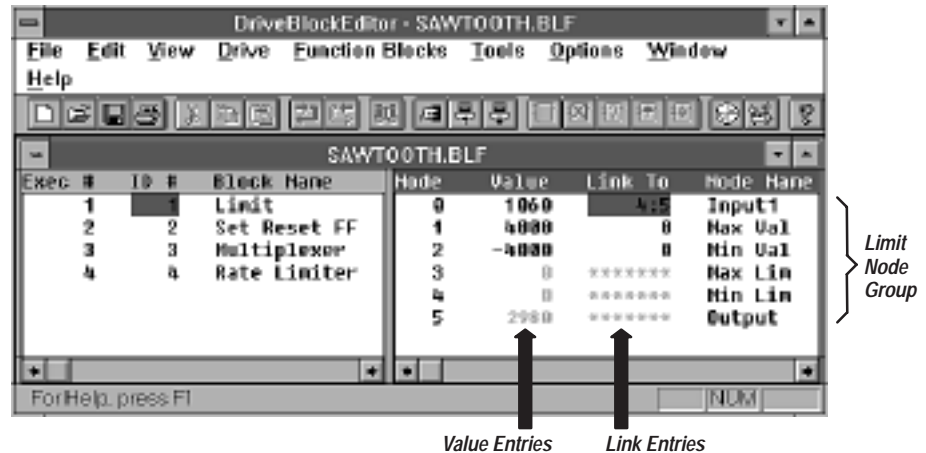 DriveBlockEditor - SAWTOOTH.BLF
File Edit View Drive Function Blocks Tools Options Window
Help
SAWTOOTH.BLF
Exec # ID # Block Name
1 1 Limit
2 2 Set Reset FF
3 3 Multiplexer
4 4 Rate Limiter
Node Value Link To Node Name
0 1060 4:5 Input1
1 4000 0 Max Val
2 -4000 0 Min Val
3 0 ******* Max Lim
4 0 ******* Min Lim
5 2980 ******* Output
Limit
Node
Group
For Help, press F1
NUM
Value Entries Link Entries